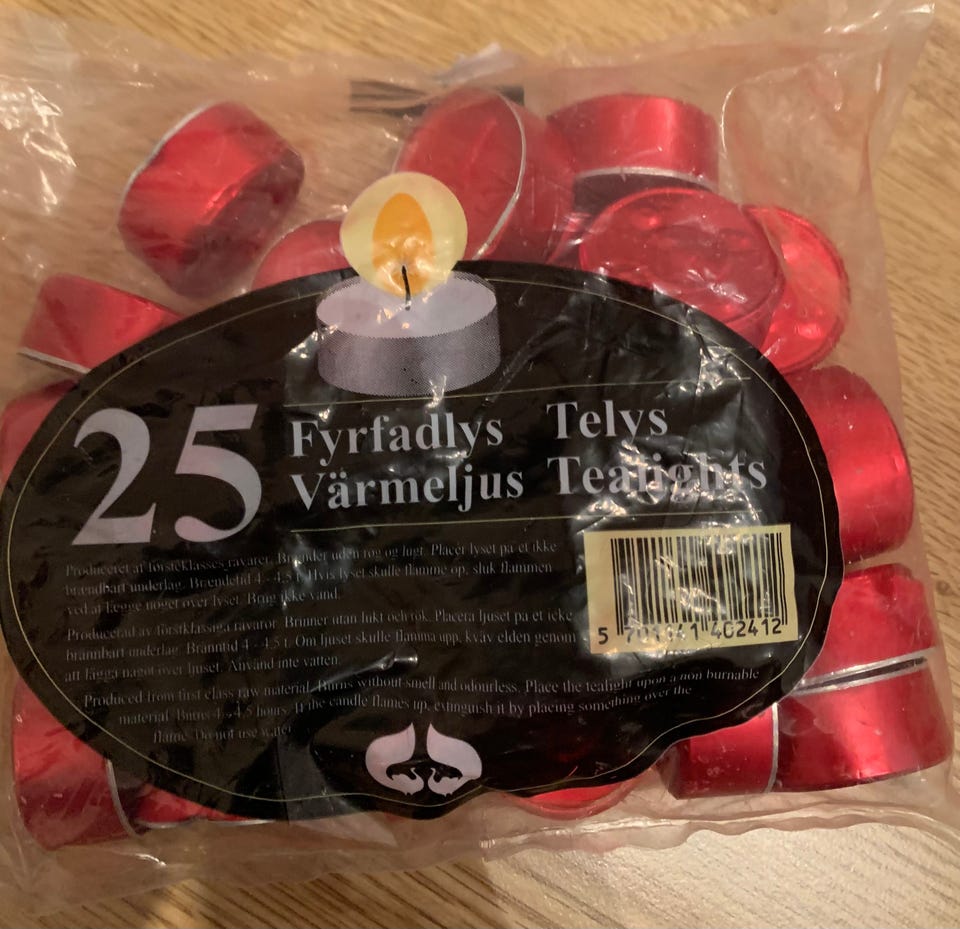 25
Fyrfadlys Telys
Värmeljus Tealights
Produceret af førsteklasses råvarer. Brænder uden røg og lugt. Placer lyset på et ikke
brændbart underlag. Brændetid 4 - 4,5 t. Hvis lyset skulle flamme op, sluk flammen
ved at lægge noget over lyset. Brug ikke vand.
Producerad av förstklassiga råvaror. Brinner utan lukt och rök. Placera ljuset på et icke
brännbart underlag. Bränntid 4 - 4,5 t. Om ljuset skulle flamma upp, kväv elden genom
att lägga något över ljuset. Använd inte vatten.
Produced from first class raw material. Burns without smell and odourless. Place the tealight upon a non burnable
material. Burns 4 - 4,5 hours. If the candle flames up, extinguish it by placing something over the
flame. Do not use water
5 402412